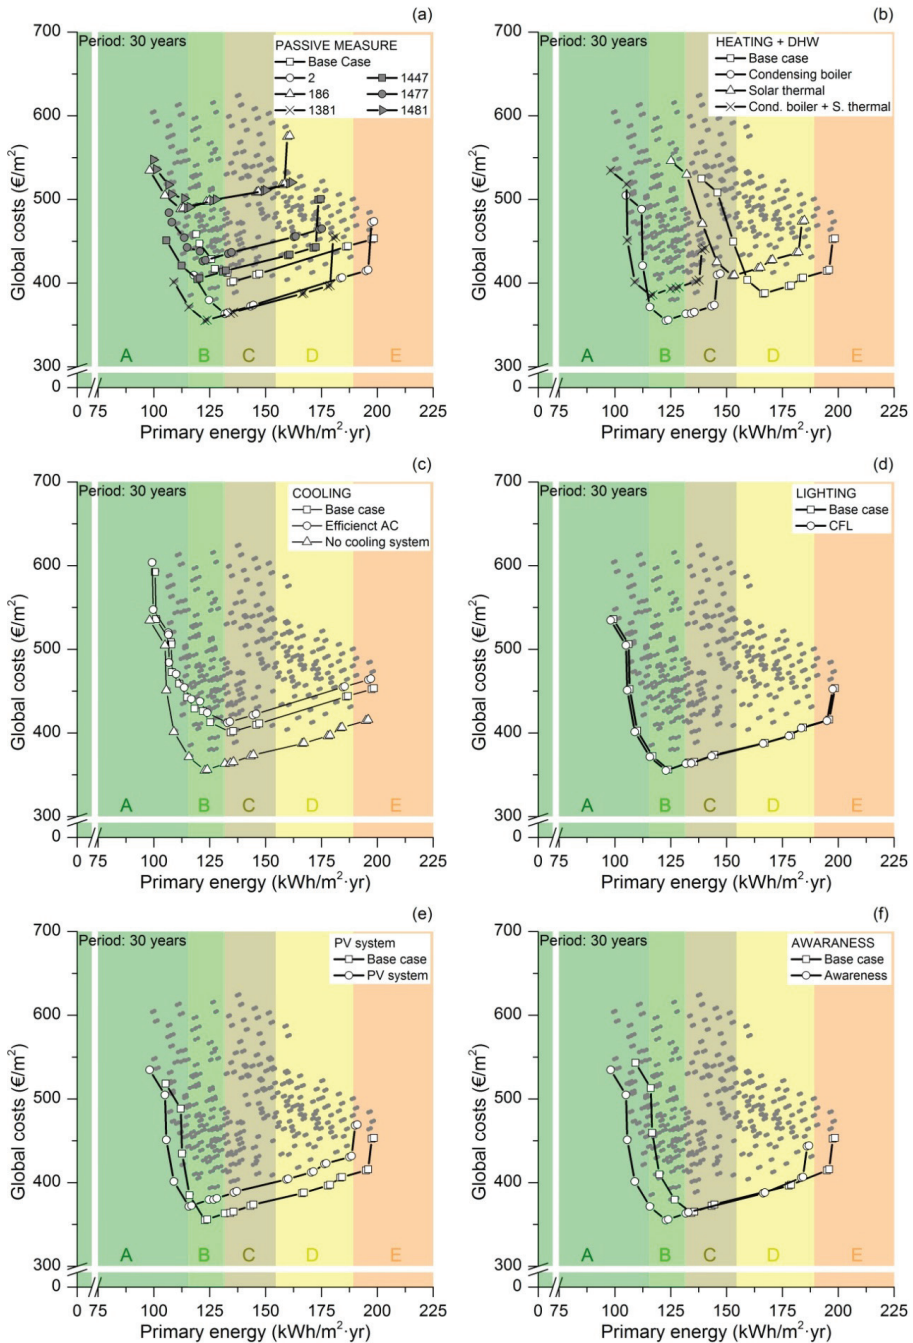 (a)
Period: 30 years
PASSIVE MEASURE
Base Case
2 1447
186 1477
1381 1481
700
600
500
400
300
0
Global costs (€/m²)
A B C D E
0 75 100 125 150 175 200 225
Primary energy (kWh/m²·yr)
(b)
Period: 30 years
HEATING + DHW
Base case
Condensing boiler
Solar thermal
Cond. boiler + S. thermal
700
600
500
400
300
0
Global costs (€/m²)
A B C D E
0 75 100 125 150 175 200 225
Primary energy (kWh/m²·yr)
(c)
Period: 30 years
COOLING
Base case
Efficienct AC
No cooling system
700
600
500
400
300
0
Global costs (€/m²)
A B C D E
0 75 100 125 150 175 200 225
Primary energy (kWh/m²·yr)
(d)
Period: 30 years
LIGHTING
Base case
CFL
700
600
500
400
300
0
Global costs (€/m²)
A B C D E
0 75 100 125 150 175 200 225
Primary energy (kWh/m²·yr)
(e)
Period: 30 years
PV system
Base case
PV system
700
600
500
400
300
0
Global costs (€/m²)
A B C D E
0 75 100 125 150 175 200 225
Primary energy (kWh/m²·yr)
(f)
Period: 30 years
AWARANESS
Base case
Awareness
700
600
500
400
300
0
Global costs (€/m²)
A B C D E
0 75 100 125 150 175 200 225
Primary energy (kWh/m²·yr)